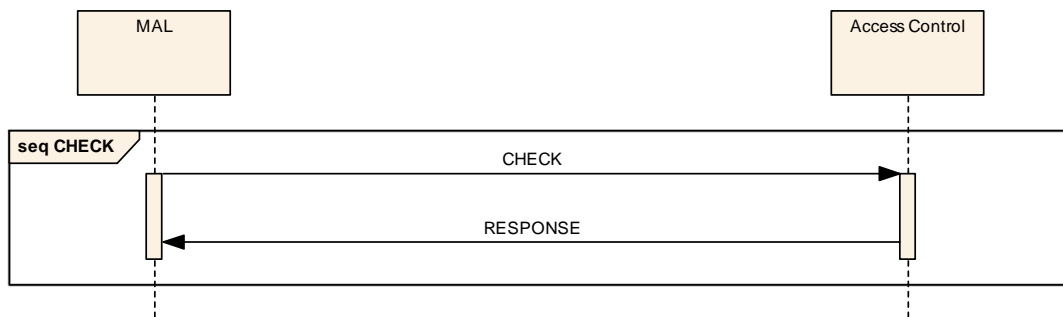 MAL
Access Control
seq CHECK
CHECK
RESPONSE